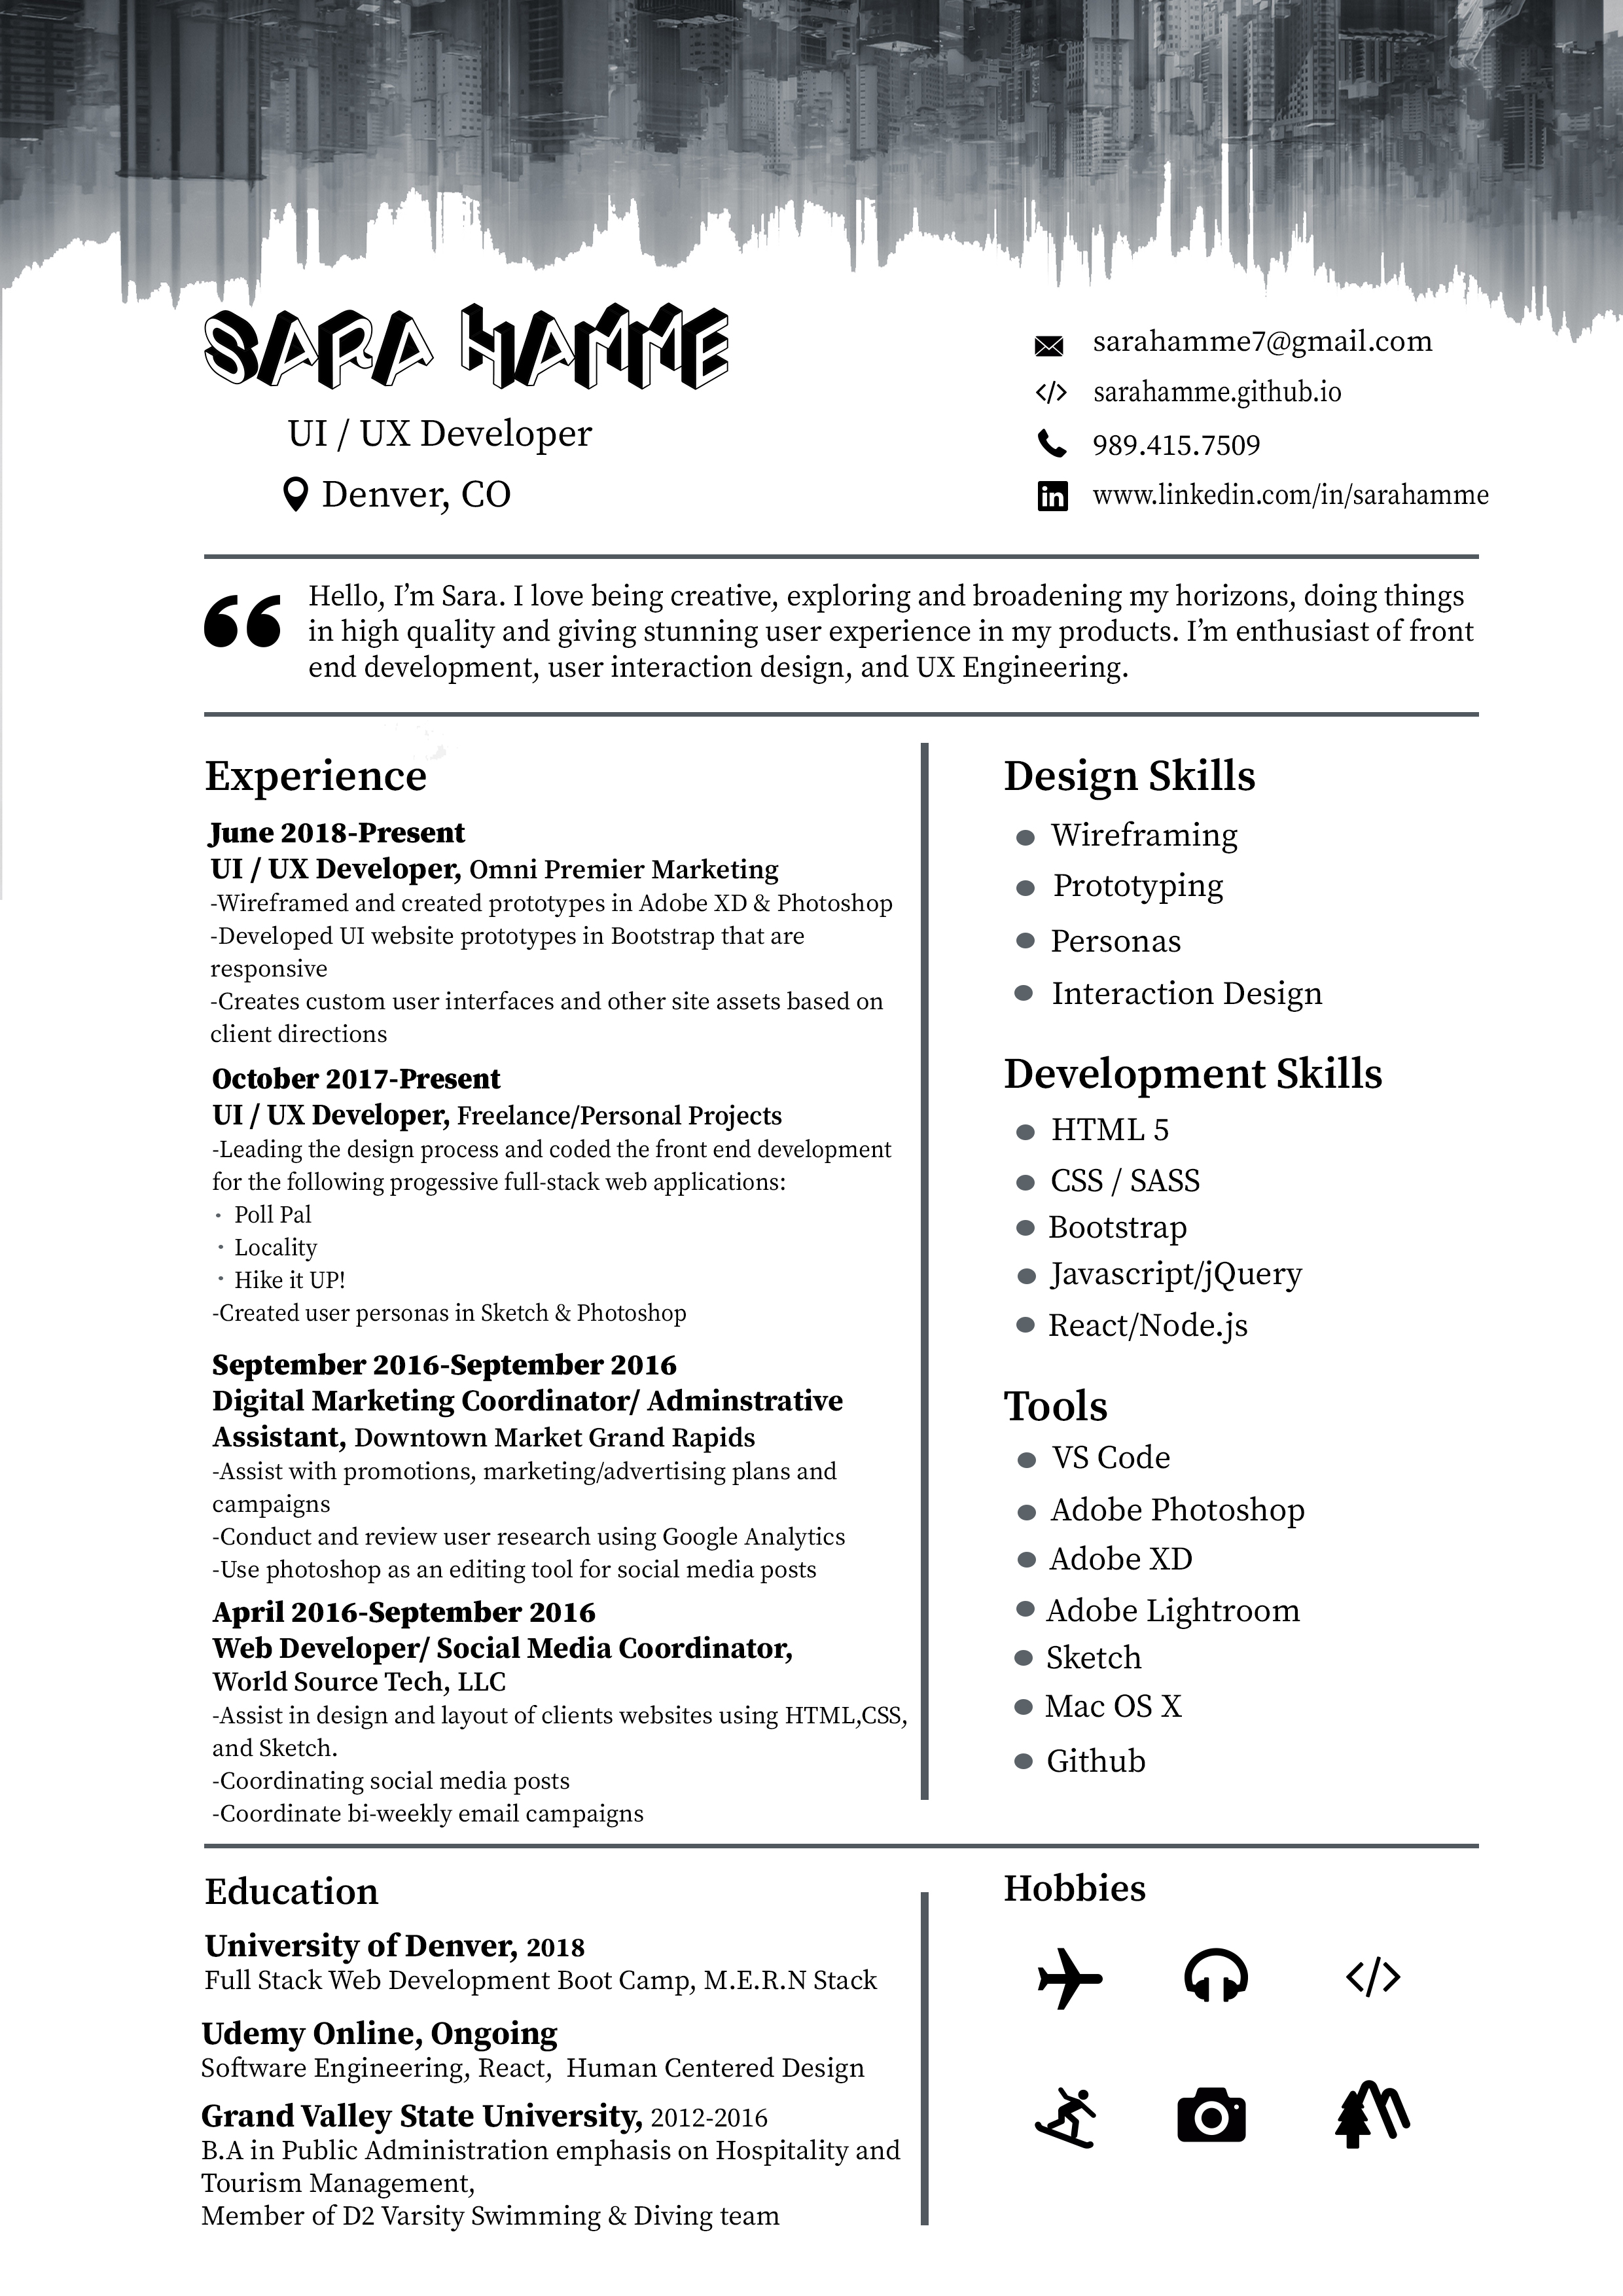 SARA HAMME
UI / UX Developer
Denver, CO
sarahamme7@gmail.com
sarahamme.github.io
989.415.7509
www.linkedin.com/in/sarahamme
Hello, I’m Sara. I love being creative, exploring and broadening my horizons, doing things
in high quality and giving stunning user experience in my products. I’m enthusiast of front
end development, user interaction design, and UX Engineering.
Experience
June 2018-Present
UI / UX Developer, Omni Premier Marketing
-Wireframed and created prototypes in Adobe XD & Photoshop
-Developed UI website prototypes in Bootstrap that are
responsive
-Creates custom user interfaces and other site assets based on
client directions
October 2017-Present
UI / UX Developer, Freelance/Personal Projects
-Leading the design process and coded the front end development
for the following progessive full-stack web applications:
· Poll Pal
· Locality
· Hike it UP!
-Created user personas in Sketch & Photoshop
September 2016-September 2016
Digital Marketing Coordinator/ Adminstrative
Assistant, Downtown Market Grand Rapids
-Assist with promotions, marketing/advertising plans and
campaigns
-Conduct and review user research using Google Analytics
-Use photoshop as an editing tool for social media posts
April 2016-September 2016
Web Developer/ Social Media Coordinator,
World Source Tech, LLC
-Assist in design and layout of clients websites using HTML,CSS,
and Sketch.
-Coordinating social media posts
-Coordinate bi-weekly email campaigns
Design Skills
Wireframing
Prototyping
Personas
Interaction Design
Development Skills
HTML 5
CSS / SASS
Bootstrap
Javascript/jQuery
React/Node.js
Tools
VS Code
Adobe Photoshop
Adobe XD
Adobe Lightroom
Sketch
Mac OS X
Github
Education
University of Denver, 2018
Full Stack Web Development Boot Camp, M.E.R.N Stack
Udemy Online, Ongoing
Software Engineering, React,  Human Centered Design
Grand Valley State University, 2012-2016
B.A in Public Administration emphasis on Hospitality and
Tourism Management,
Member of D2 Varsity Swimming & Diving team
Hobbies